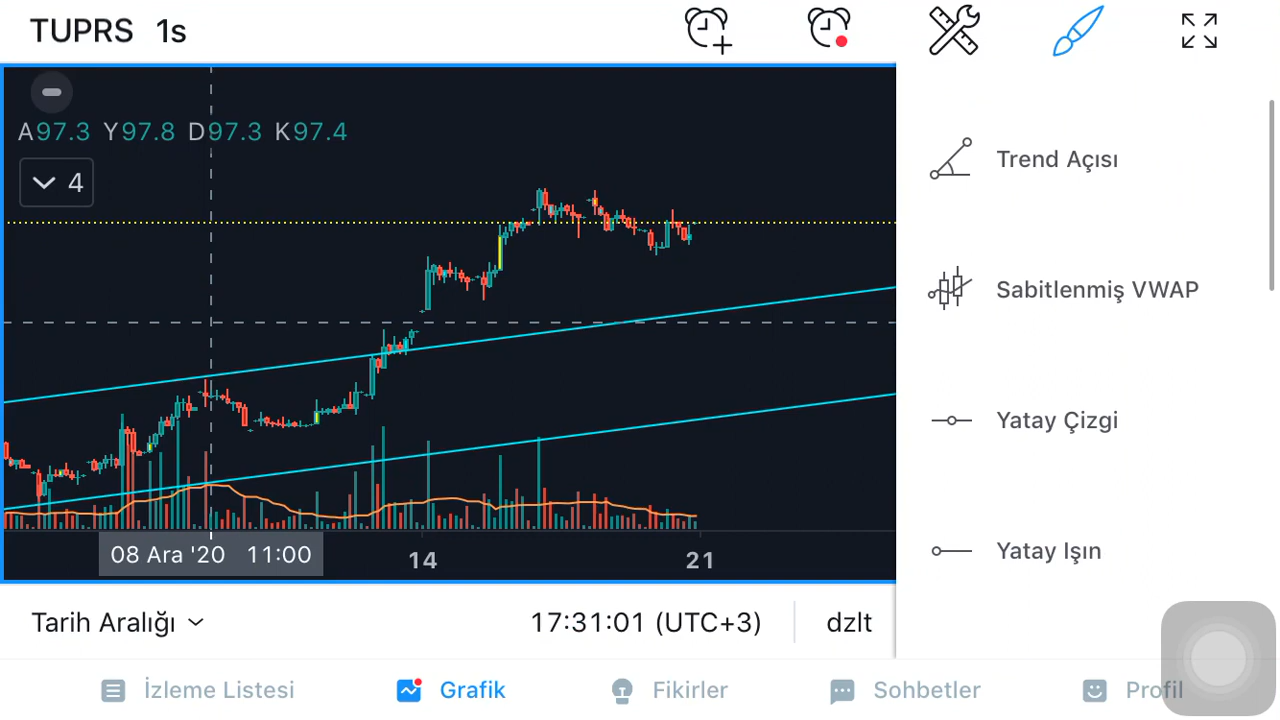 TUPRS 1s
A97.3 Y97.8 D97.3 K97.4
4
08 Ara '20 11:00
14
21
Tarih Aralığı
17:31:01 (UTC+3)
dzlt
Trend Açısı
Sabitlenmiş VWAP
Yatay Çizgi
Yatay Işın
İzleme Listesi
Grafik
Fikirler
Sohbetler
Profil